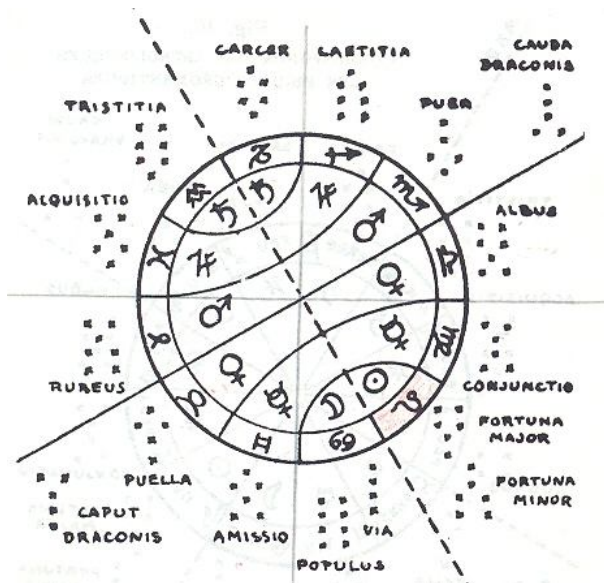 CARCER
LAETITIA
CAUDA
DRACONIS
TRISTITIA
PUER
ACQUISITIO
ALBUS
RUBEUS
CONJUNCTIO
FORTUNA
MAJOR
PUELLA
FORTUNA
MINOR
CAPUT
DRACONIS
AMISSIO
VIA
POPULUS